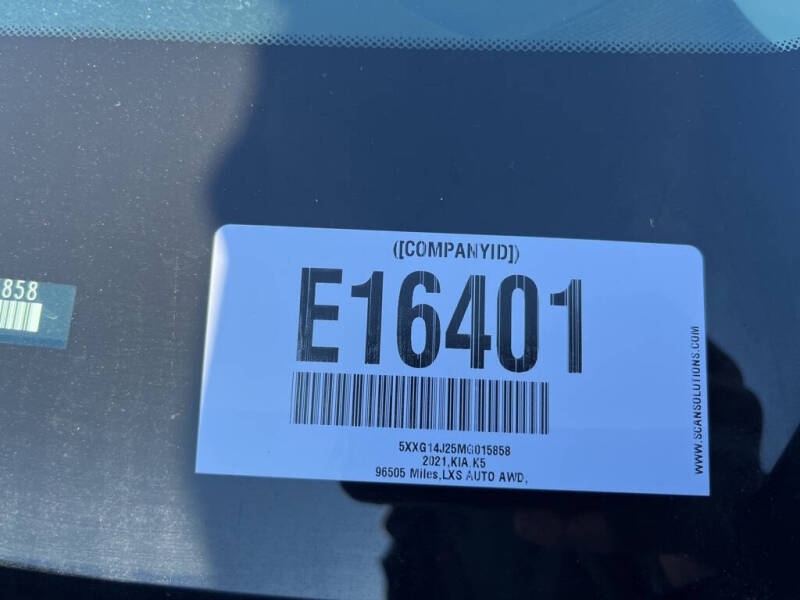 ([COMPANYID])
E16401
5XXG14J25MG015858
2021,KIA,K5
96505 Miles,LXS AUTO AWD,
WWW.SCANSOLUTIONS.COM
858